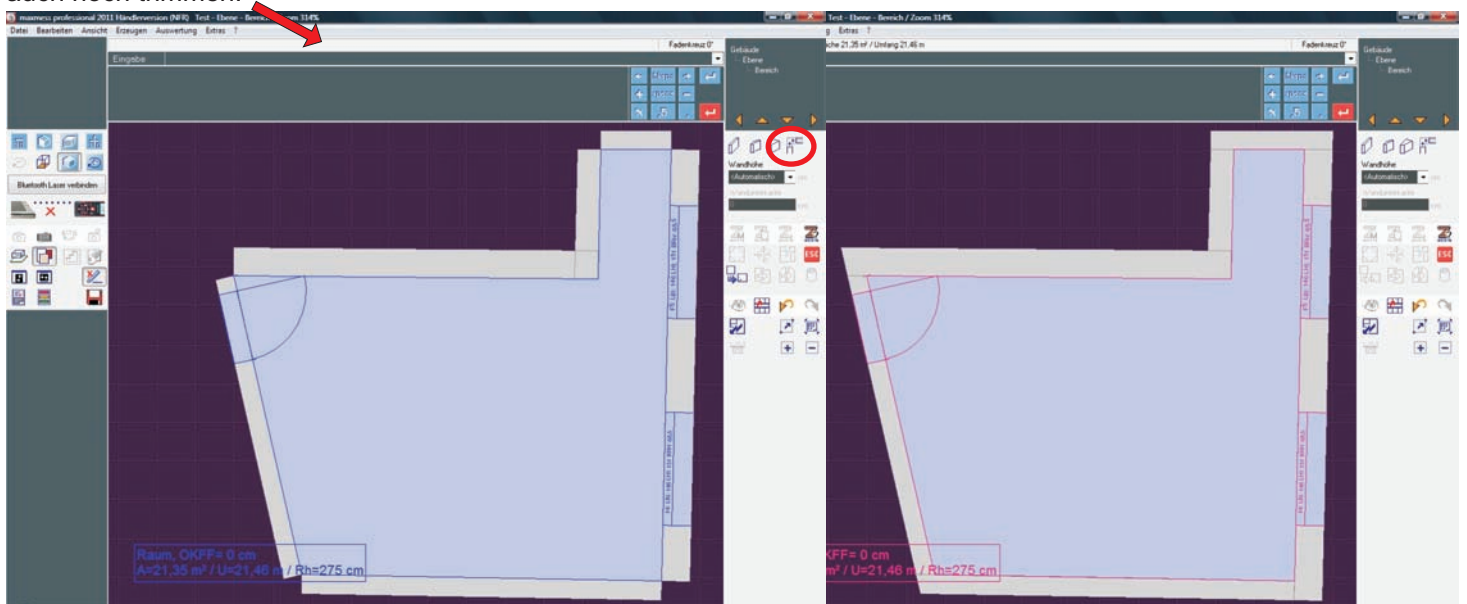 auch noch trimmen.
maxmess professional 2011 Händlerversion (NFR) Test - Ebene - Bereich / Zoom 314%
Datei Bearbeiten Ansicht Erzeugen Auswertung Extras ?
Fadenkreuz 0°
Eingabe
Gebäude
Ebene
Bereich
Wandhöhe
<Automatisch>
Bluetooth Laser verbinden
ESC
Raum, OKFF= 0 cm
A=21,35 m² / U=21,46 m / Rh=275 cm
Test - Ebene - Bereich / Zoom 314%
g Extras ?
iche 21,35 m² / Umfang 21,46 m
Fadenkreuz 0°
Gebäude
Ebene
Bereich
Wandhöhe
<Automatisch>
ESC
KFF= 0 cm
m² / U=21,46 m / Rh=275 cm